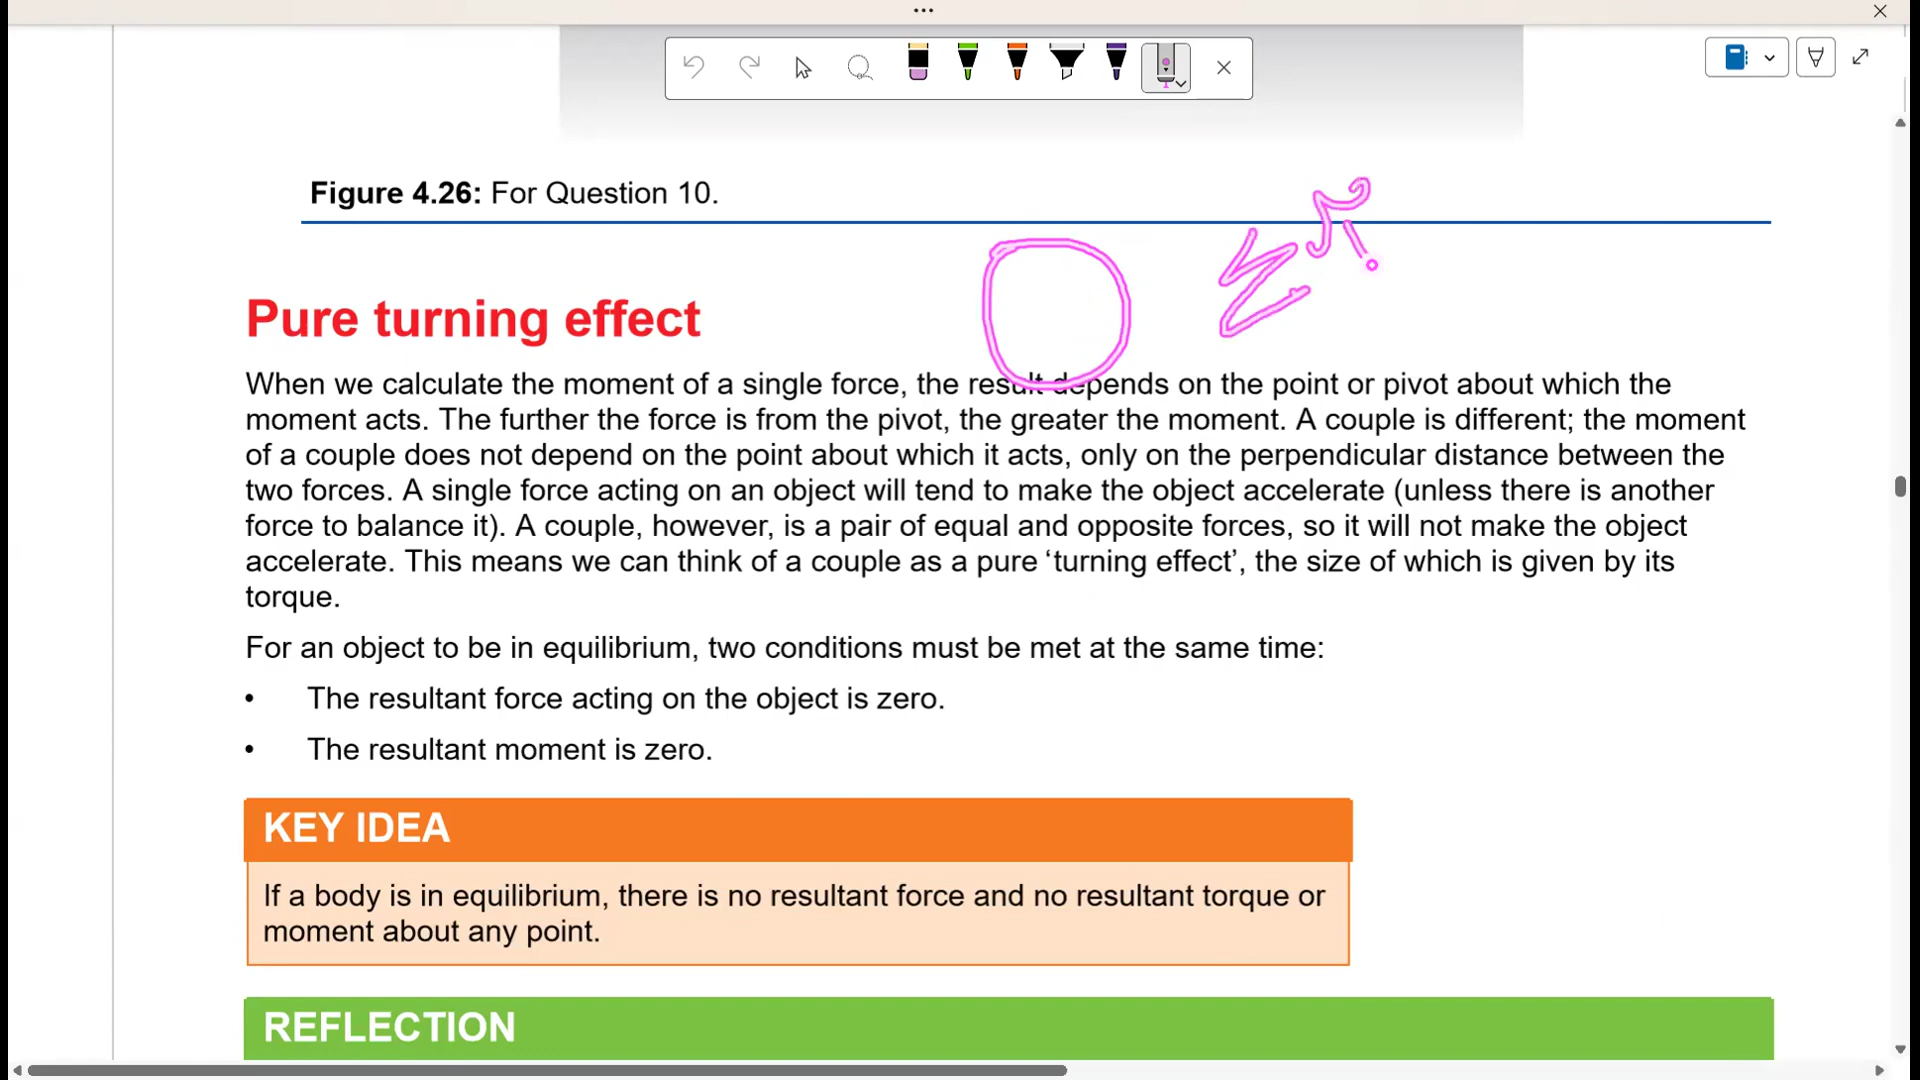 Figure 4.26: For Question 10.
Pure turning effect
When we calculate the moment of a single force, the result depends on the point or pivot about which the
moment acts. The further the force is from the pivot, the greater the moment. A couple is different; the moment
of a couple does not depend on the point about which it acts, only on the perpendicular distance between the
two forces. A single force acting on an object will tend to make the object accelerate (unless there is another
force to balance it). A couple, however, is a pair of equal and opposite forces, so it will not make the object
accelerate. This means we can think of a couple as a pure ‘turning effect’, the size of which is given by its
torque.
For an object to be in equilibrium, two conditions must be met at the same time:
• The resultant force acting on the object is zero.
• The resultant moment is zero.
KEY IDEA
If a body is in equilibrium, there is no resultant force and no resultant torque or
moment about any point.
REFLECTION